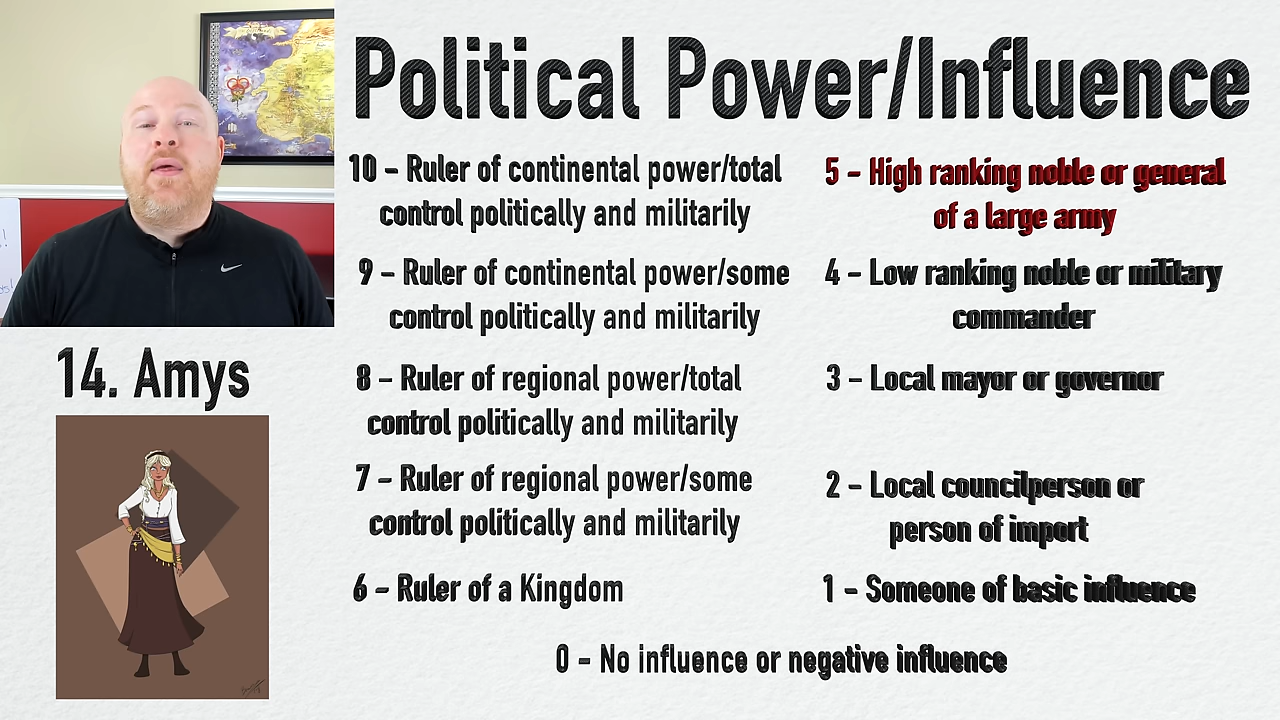 Political Power/Influence
10 - Ruler of continental power/total
control politically and militarily
9 - Ruler of continental power/some
control politically and militarily
8 - Ruler of regional power/total
control politically and militarily
7 - Ruler of regional power/some
control politically and militarily
6 - Ruler of a Kingdom
5 - High ranking noble or general
of a large army
4 - Low ranking noble or military
commander
3 - Local mayor or governor
2 - Local councilperson or
person of import
1 - Someone of basic influence
0 - No influence or negative influence
14. Amys